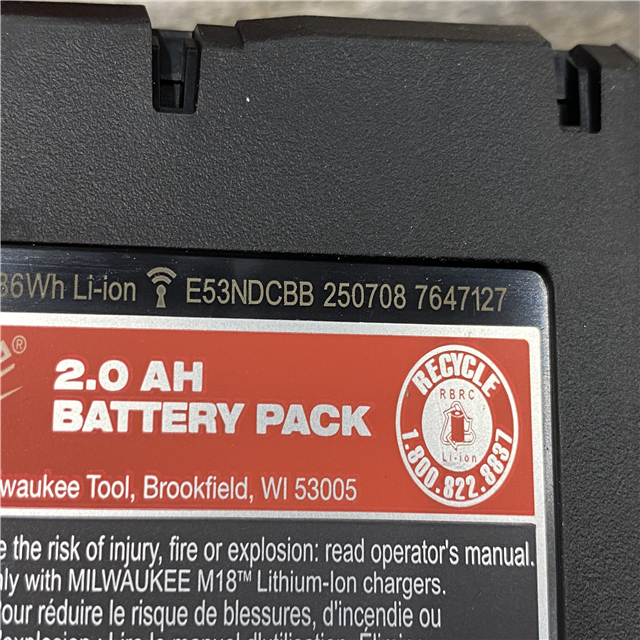 36Wh Li-ion E53NDCBB 250708 7647127
®
2.0 AH
BATTERY PACK
RECYCLE
RBRC
Li-ion
1.800.822.8837
waukee Tool, Brookfield, WI 53005
e the risk of injury, fire or explosion: read operator's manual.
nly with MILWAUKEE M18™ Lithium-Ion chargers.
Pour réduire le risque de blessures, d'incendie ou